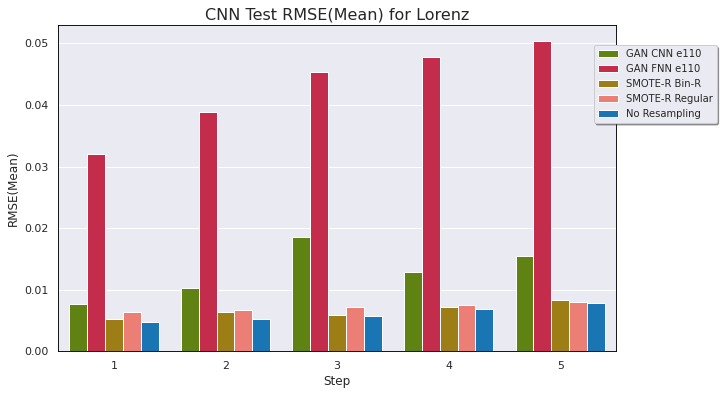 CNN Test RMSE(Mean) for Lorenz
GAN CNN e110
GAN FNN e110
SMOTE-R Bin-R
SMOTE-R Regular
No Resampling
RMSE(Mean)
0.05
0.04
0.03
0.02
0.01
0.00
1 2 3 4 5
Step